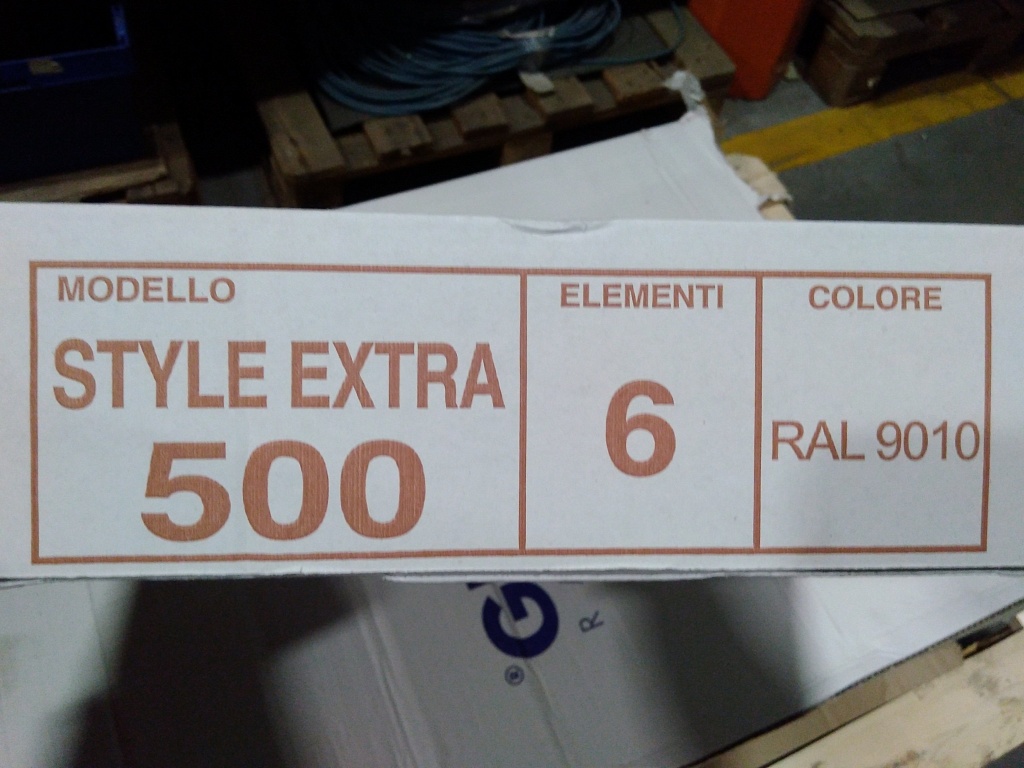 MODELLO
STYLE EXTRA
500
ELEMENTI
6
COLORE
RAL 9010
G
®
R